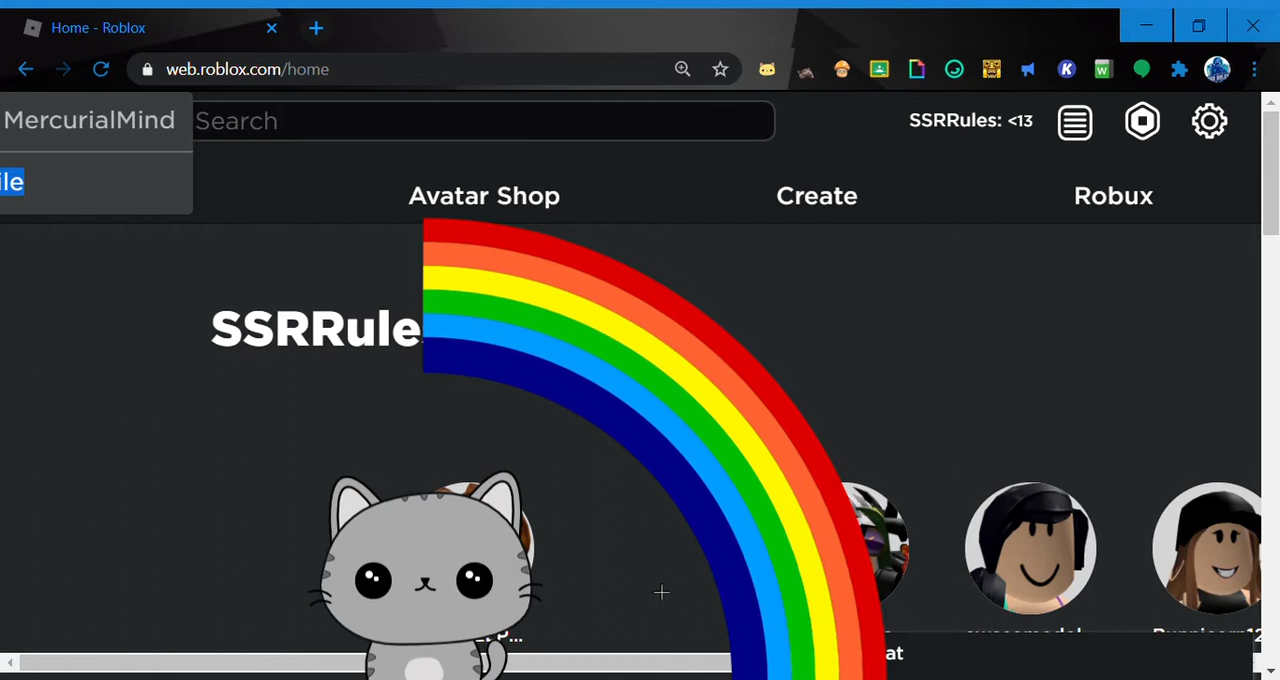 Home - Roblox
web.roblox.com/home
MercurialMind
Search
SSRRules: <13
ile
Avatar Shop
Create
Robux
SSRRule
at